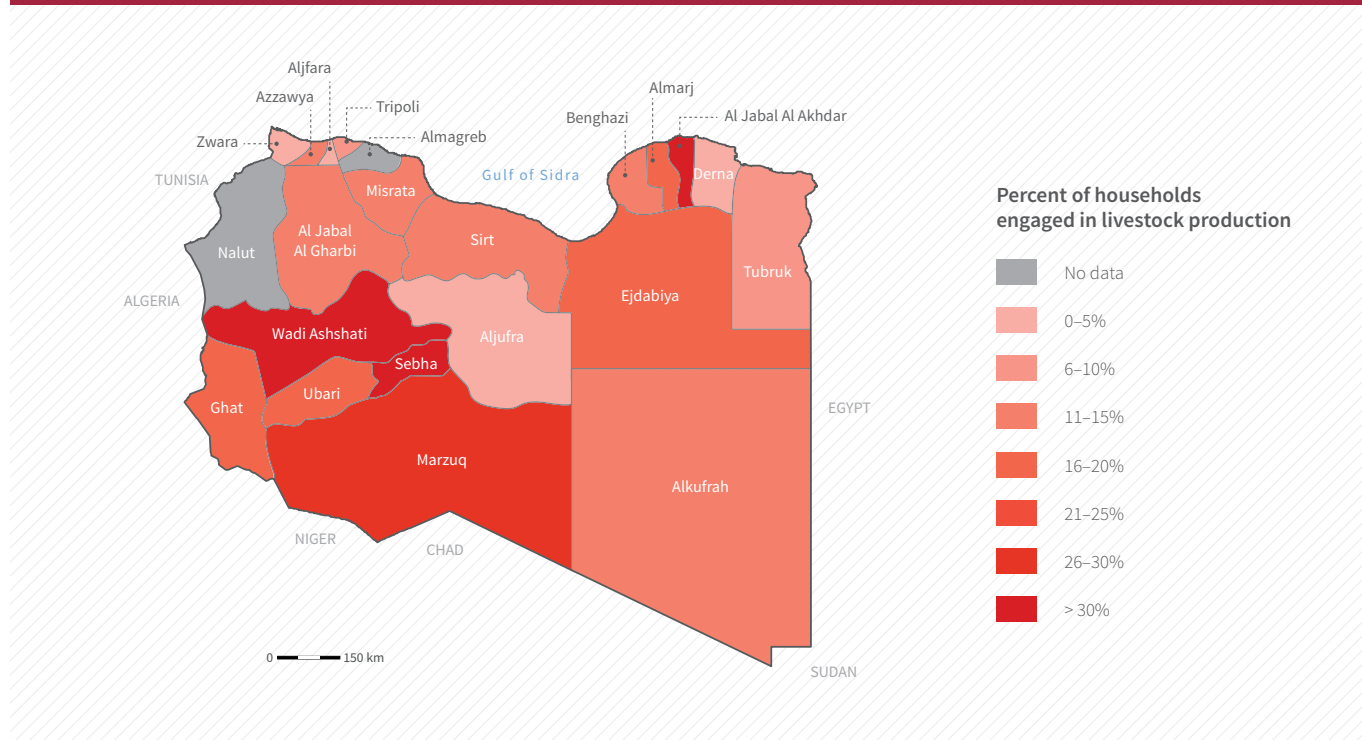 Aljfara
Azzawya
Tripoli
Zwara
Almagreb
Almarj
Benghazi
Al Jabal Al Akhdar
TUNISIA
Gulf of Sidra
Derna
Misrata
Nalut
Al Jabal
Al Gharbi
Sirt
Tubruk
ALGERIA
Ejdabiya
Wadi Ashshati
Aljufra
Sebha
Ubari
Ghat
EGYPT
Marzuq
Alkufrah
NIGER
CHAD
SUDAN
0 150 km
Percent of households
engaged in livestock production
No data
0–5%
6–10%
11–15%
16–20%
21–25%
26–30%
> 30%